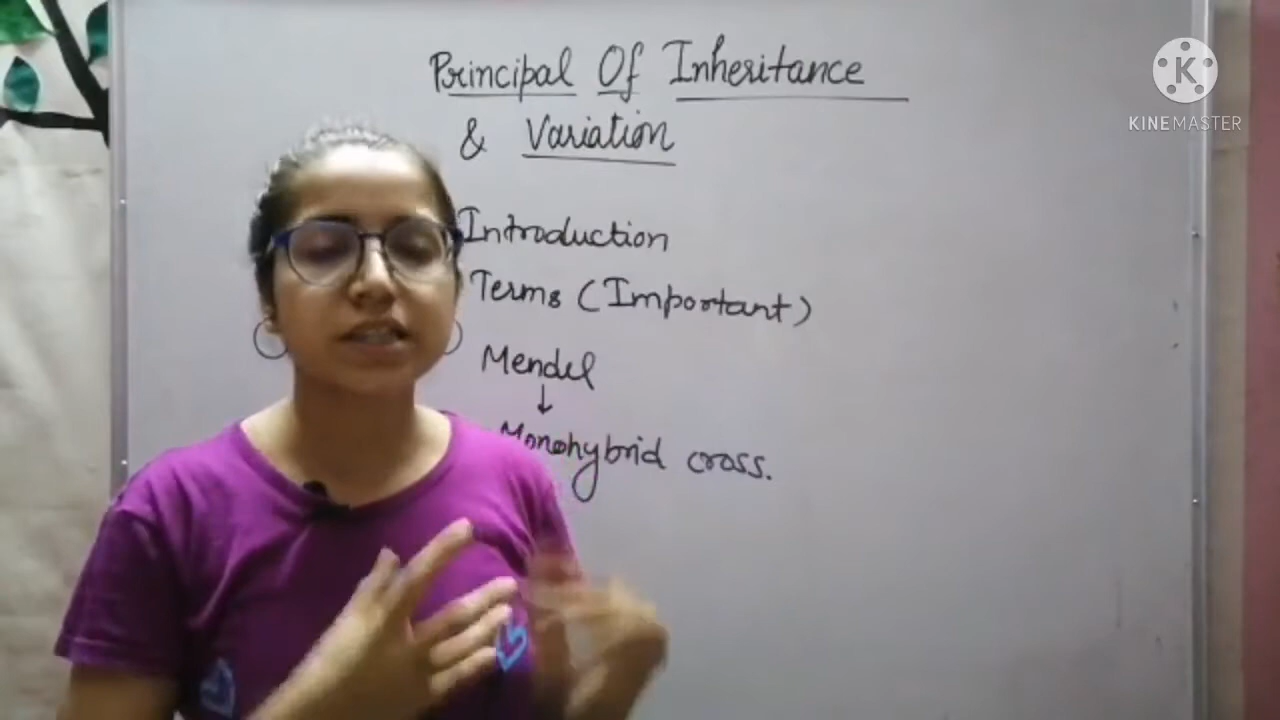 Principal Of Inheritance
& Variation
Introduction
Terms (Important)
Mendel
↓
Monohybrid cross.
K
KINEMASTER